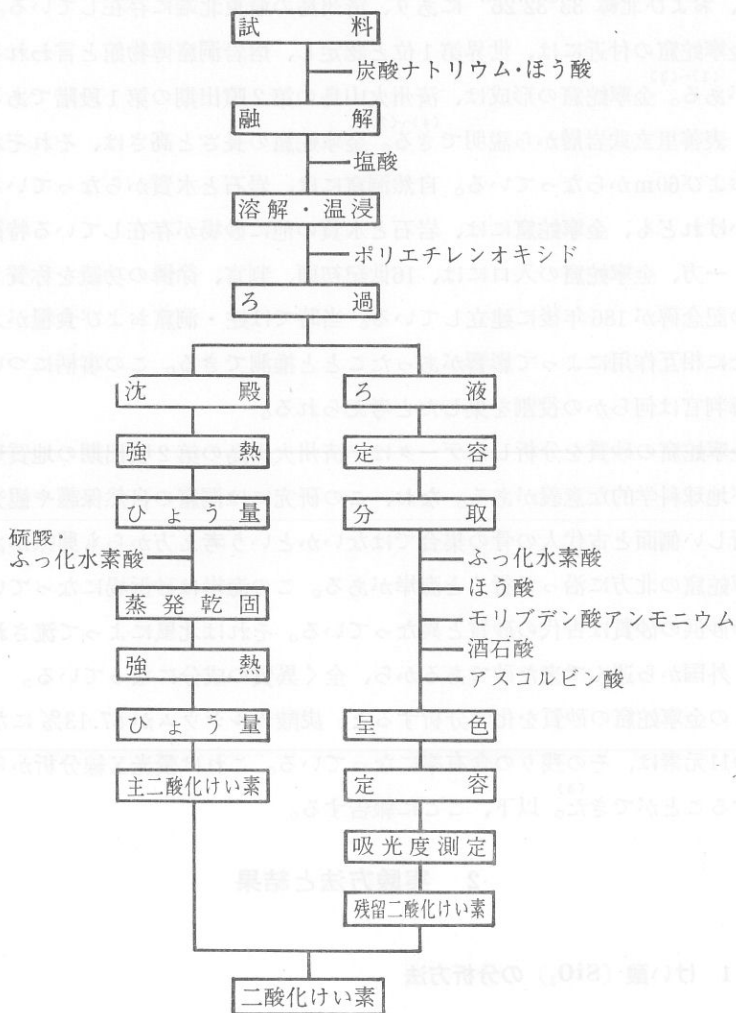 試料
炭酸ナトリウム・ほう酸
融解
塩酸
溶解・温浸
ポリエチレンオキシド
ろ過
沈殿
強熱
ひょう量
硫酸・
ふっ化水素酸
蒸発乾固
強熱
ひょう量
主二酸化けい素
ろ液
定容
分取
ふっ化水素酸
ほう酸
モリブデン酸アンモニウム
酒石酸
アスコルビン酸
呈色
定容
吸光度測定
残留二酸化けい素
二酸化けい素